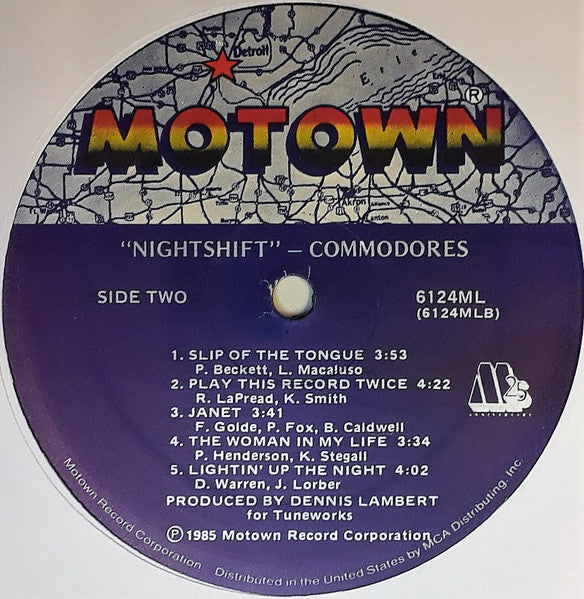 Detroit
Erie
®
MOTOWN
Akron
Canton
"NIGHTSHIFT" – COMMODORES
SIDE TWO
6124ML
(6124MLB)
1. SLIP OF THE TONGUE 3:53
P. Beckett, L. Macaluso
2. PLAY THIS RECORD TWICE 4:22
R. LaPread, K. Smith
3. JANET 3:41
F. Golde, P. Fox, B. Caldwell
4. THE WOMAN IN MY LIFE 3:34
P. Henderson, K. Stegall
5. LIGHTIN' UP THE NIGHT 4:02
D. Warren, J. Lorber
PRODUCED BY DENNIS LAMBERT
for Tuneworks
Ⓟ 1985 Motown Record Corporation
M25
ANNIVERSARY
Motown Record Corporation Distributed in the United States by MCA Distributing, Inc.